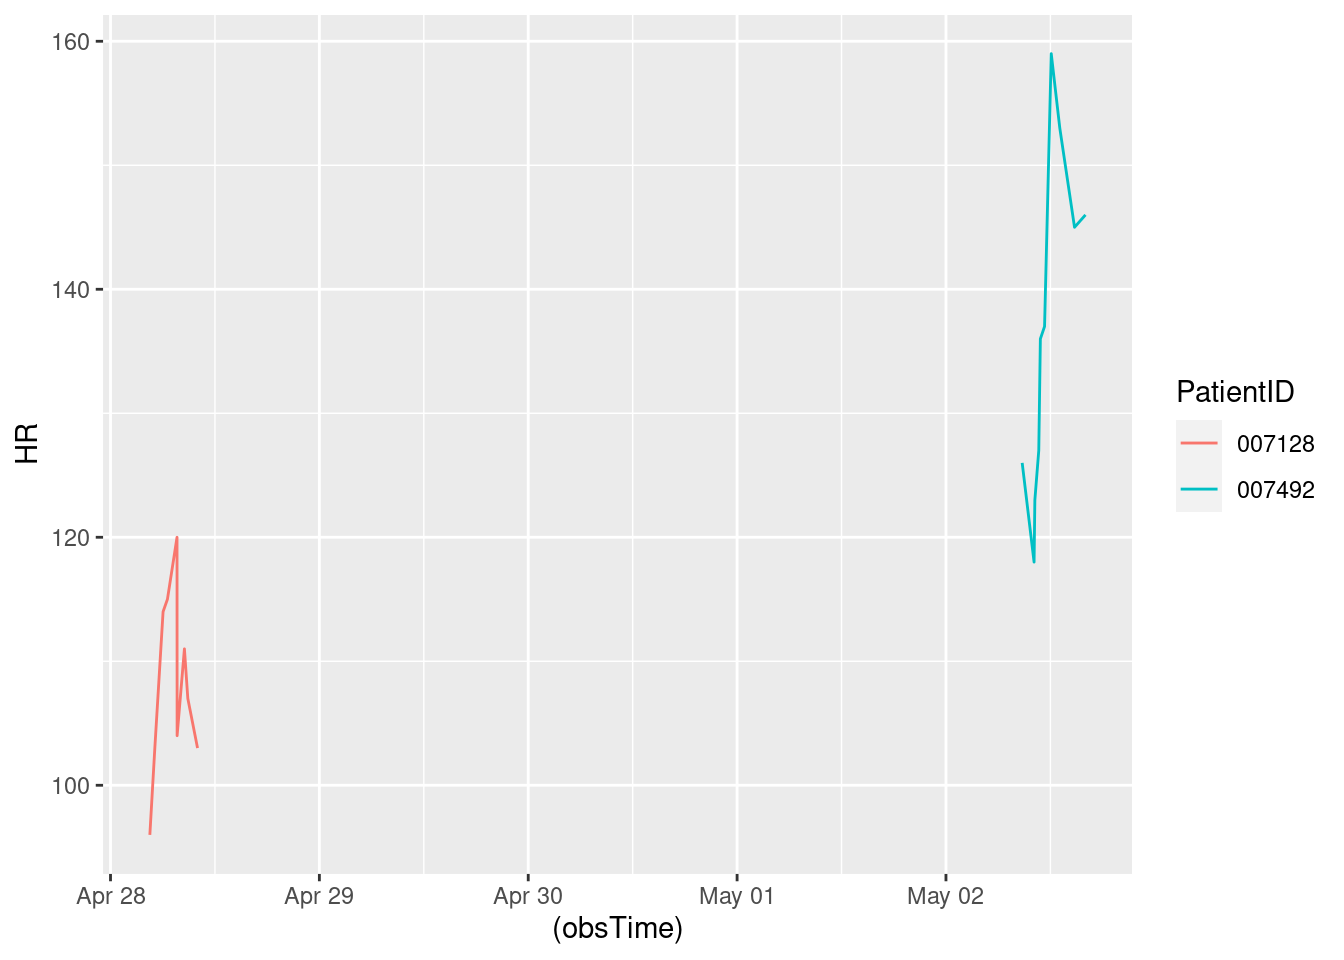 160
140
120
100
HR
Apr 28
Apr 29
Apr 30
May 01
May 02
(obsTime)
PatientID
007128
007492